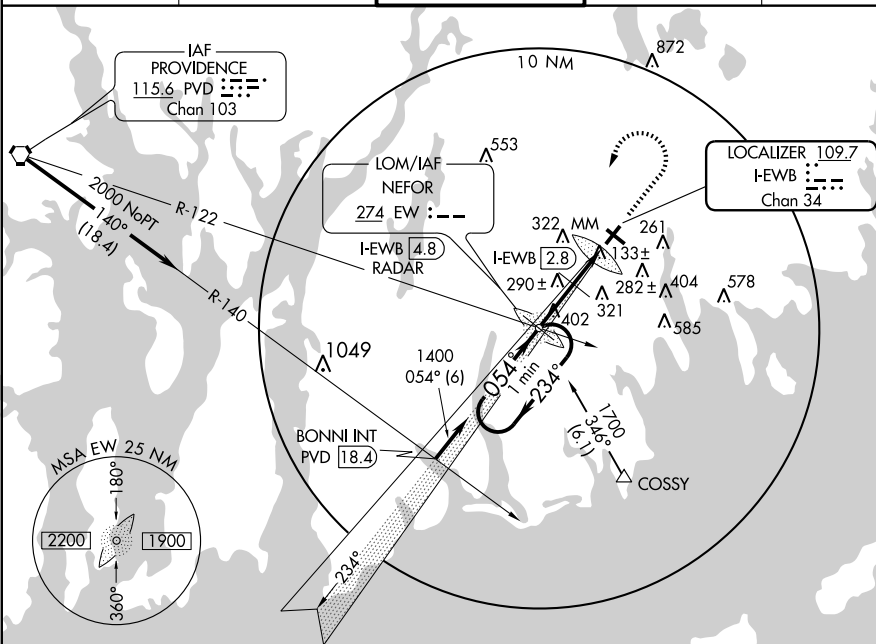 IAF
PROVIDENCE
115.6 PVD
Chan 103
10 NM
872
553
LOM/IAF
NEFOR
274 EW
LOCALIZER 109.7
I-EWB
Chan 34
2000 NoPT
140°
(18.4)
R-122
R-140
I-EWB 4.8
RADAR
322
MM
261
I-EWB 2.8
133±
290±
282±
404
578
321
402
585
1049
1400
054° (6)
054°
1 min
234°
BONNI INT
PVD 18.4
1700
346°
(6.1)
COSSY
MSA EW 25 NM
180°
2200
1900
360°
234°